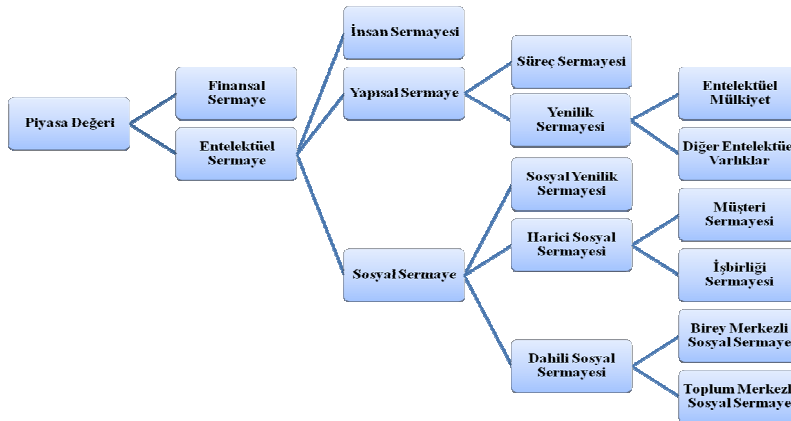 Piyasa Değeri
Finansal
Sermaye
Entelektüel
Sermaye
İnsan Sermayesi
Yapısal Sermaye
Sosyal Sermaye
Süreç Sermayesi
Yenilik
Sermayesi
Sosyal Yenilik
Sermayesi
Harici Sosyal
Sermayesi
Dahili Sosyal
Sermayesi
Entelektüel
Mülkiyet
Diğer Entelektüe
Varlıklar
Müşteri
Sermayesi
İşbirliği
Sermayesi
Birey Merkezli
Sosyal Sermaye
Toplum Merkezl
Sosyal Sermaye